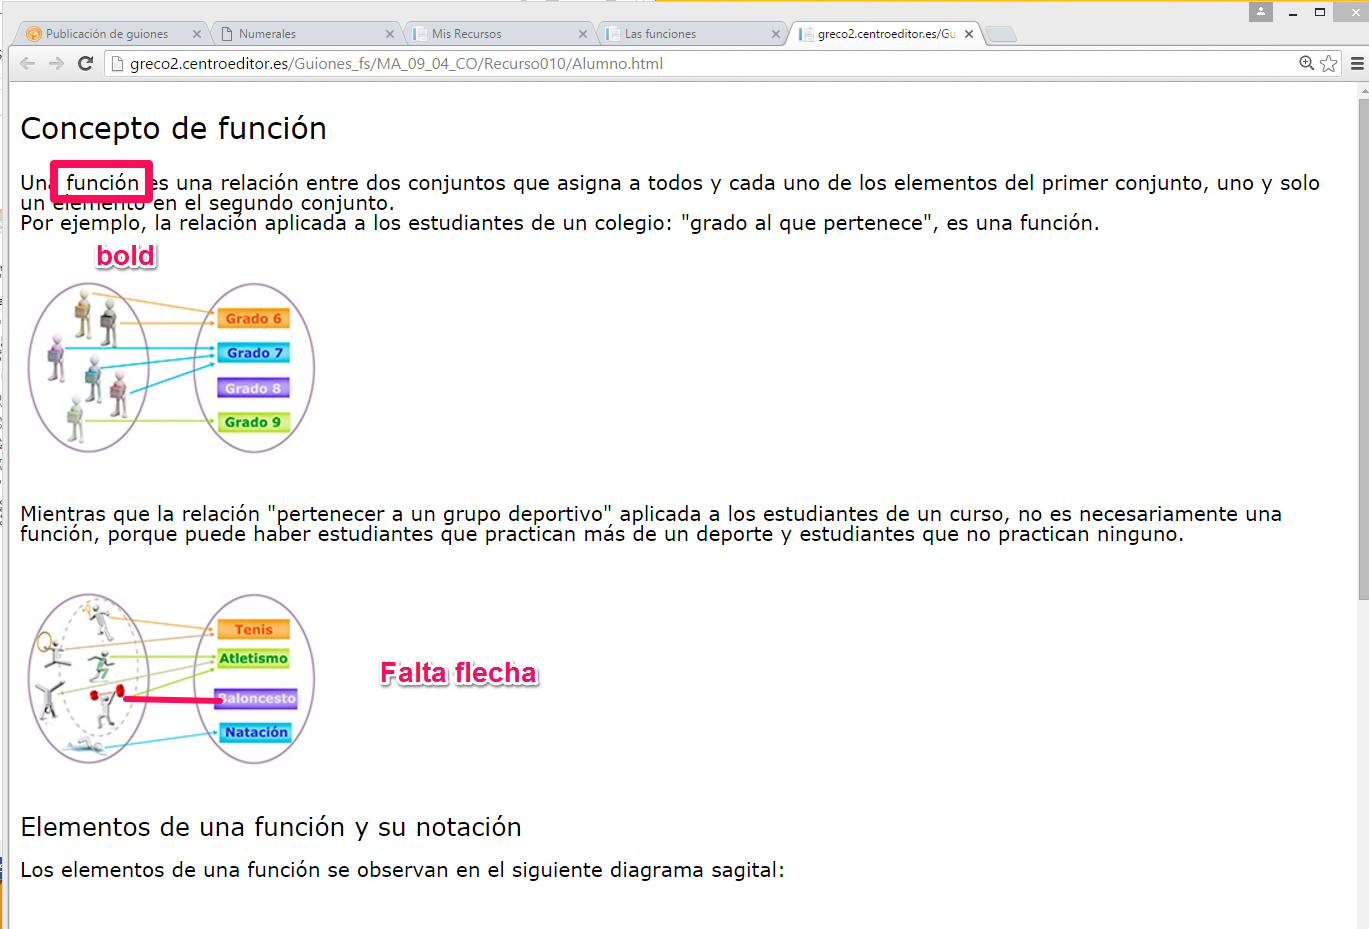 Publicación de guiones
Numerales
Mis Recursos
Las funciones
greco2.centroeditor.es/Gu
greco2.centroeditor.es/Guiones_fs/MA_09_04_CO/Recurso010/Alumno.html
Concepto de función
Una función es una relación entre dos conjuntos que asigna a todos y cada uno de los elementos del primer conjunto, uno y solo
un elemento en el segundo conjunto.
Por ejemplo, la relación aplicada a los estudiantes de un colegio: "grado al que pertenece", es una función.
bold
Grado 6
Grado 7
Grado 8
Grado 9
Mientras que la relación "pertenecer a un grupo deportivo" aplicada a los estudiantes de un curso, no es necesariamente una
función, porque puede haber estudiantes que practican más de un deporte y estudiantes que no practican ninguno.
Tenis
Atletismo
Baloncesto
Natación
Falta flecha
Elementos de una función y su notación
Los elementos de una función se observan en el siguiente diagrama sagital: